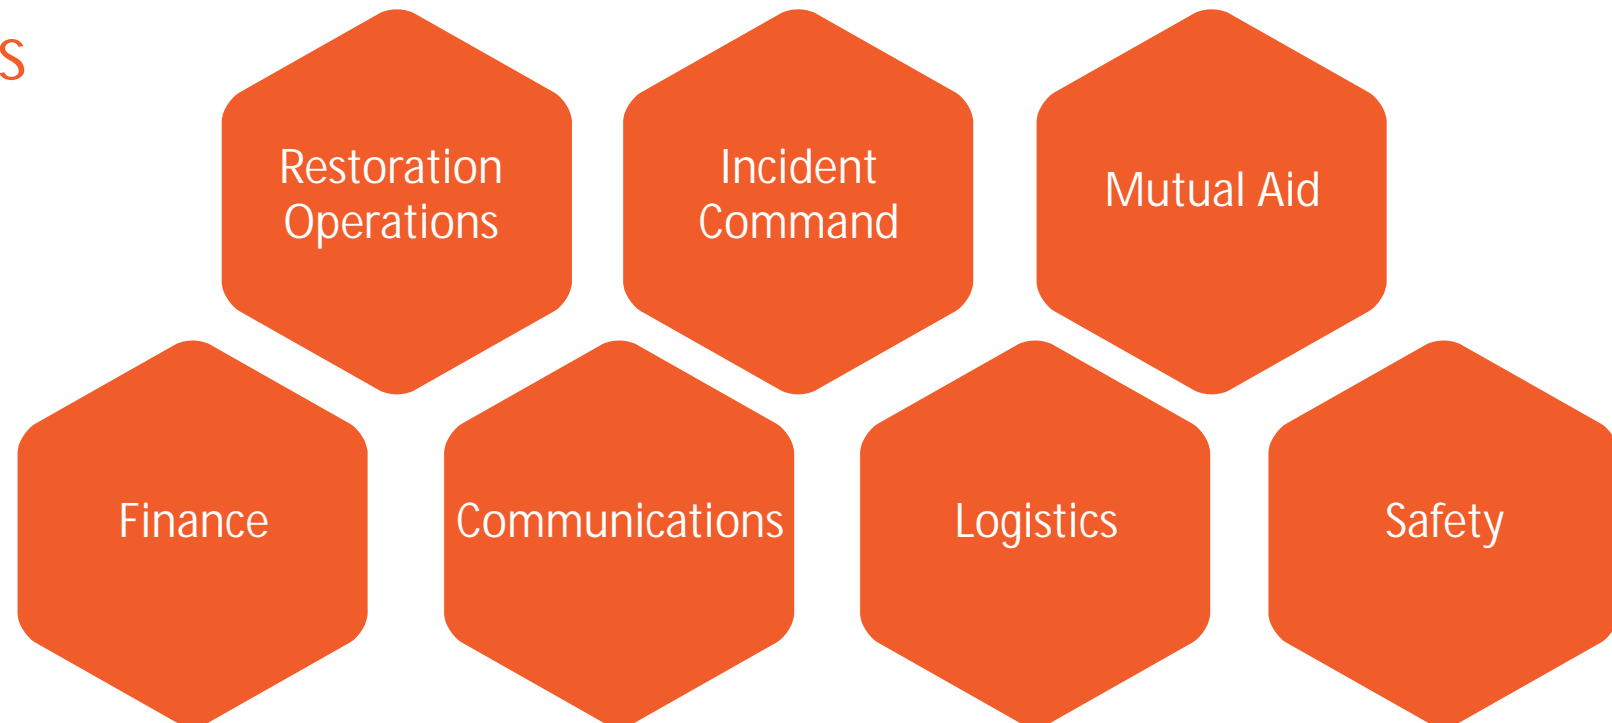 s
Restoration
Operations
Incident
Command
Mutual Aid
Finance
Communications
Logistics
Safety